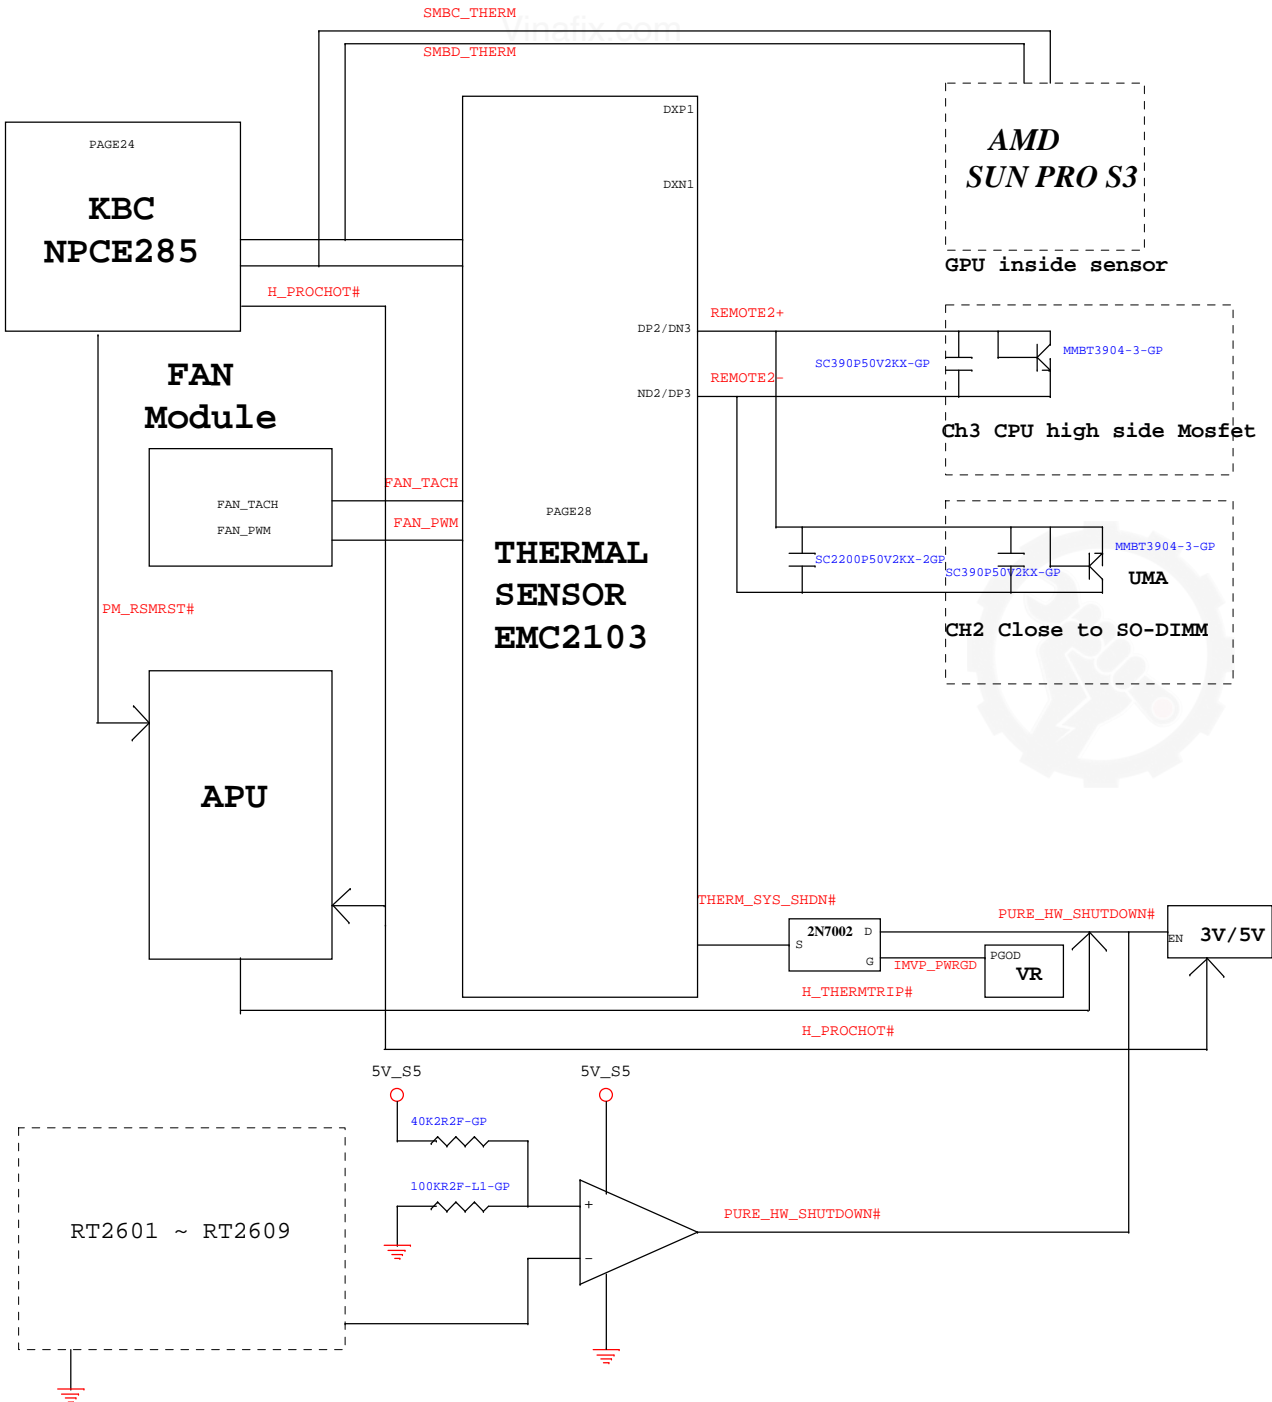 SMBC_THERM
Vinafix.com
SMBD_THERM
DXP1
DXN1
PAGE24
KBC
NPCE285
AMD
SUN PRO S3
GPU inside sensor
H_PROCHOT#
REMOTE2+
DP2/DN3
SC390P50V2KX-GP
MMBT3904-3-GP
REMOTE2-
ND2/DP3
Ch3 CPU high side Mosfet
FAN
Module
FAN_TACH
FAN_PWM
FAN_TACH
FAN_PWM
PAGE28
THERMAL
SENSOR
EMC2103
SC2200P50V2KX-2GP
SC390P50V2KX-GP
MMBT3904-3-GP
UMA
CH2 Close to SO-DIMM
PM_RSMRST#
APU
THERM_SYS_SHDN#
2N7002
D
S
G
PURE_HW_SHUTDOWN#
EN
3V/5V
IMVP_PWRGD
PGOD
VR
H_THERMTRIP#
H_PROCHOT#
5V_S5
5V_S5
40K2R2F-GP
100KR2F-L1-GP
+
-
PURE_HW_SHUTDOWN#
RT2601 ~ RT2609